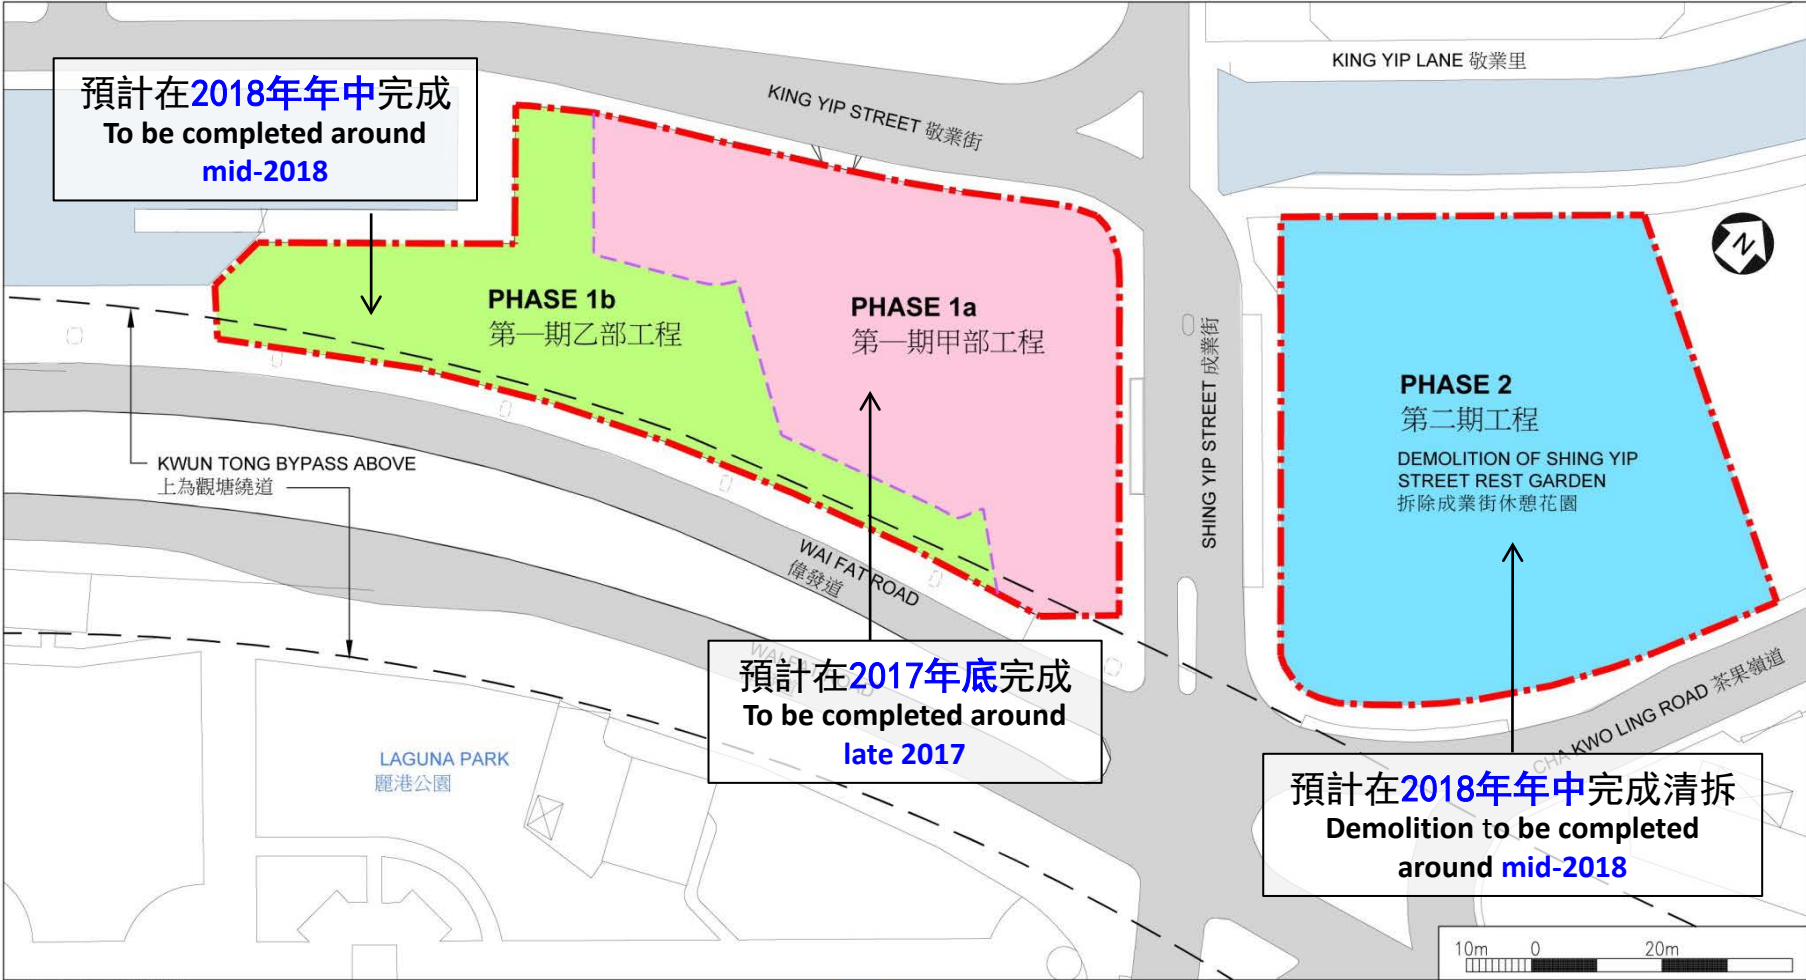 預計在2018年年中完成
To be completed around
mid-2018
KING YIP STREET 敬業街
KING YIP LANE 敬業里
N
PHASE 1b
第一期乙部工程
PHASE 1a
第一期甲部工程
SHING YIP STREET 成業街
PHASE 2
第二期工程
DEMOLITION OF SHING YIP
STREET REST GARDEN
拆除成業街休憩花園
KWUN TONG BYPASS ABOVE
上為觀塘繞道
WAI FAT ROAD
偉發道
WAI FAT ROAD
預計在2017年底完成
To be completed around
late 2017
CHA KWO LING ROAD 茶果嶺道
LAGUNA PARK
麗港公園
預計在2018年年中完成清拆
Demolition to be completed
around mid-2018
10m 0 20m